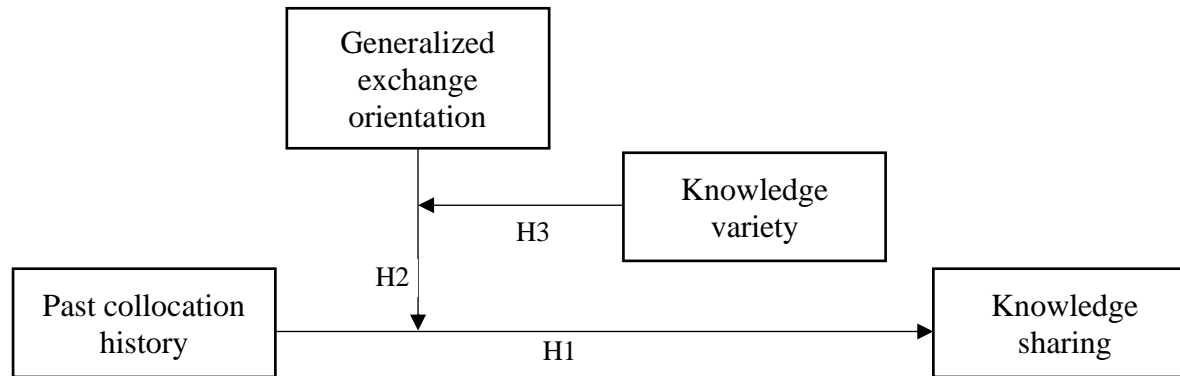 Generalized
exchange
orientation
Knowledge
variety
H3
H2
Past collocation
history
H1
Knowledge
sharing